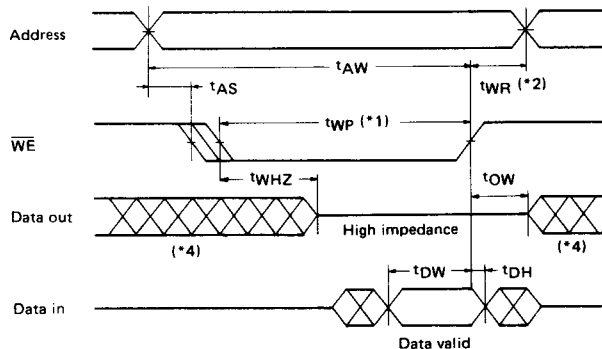 Address
tAW
tWR (*2)
tAS
tWP (*1)
WE
tWHZ
tOW
Data out
High impedance
(*4)
(*4)
tDW
tDH
Data in
Data valid